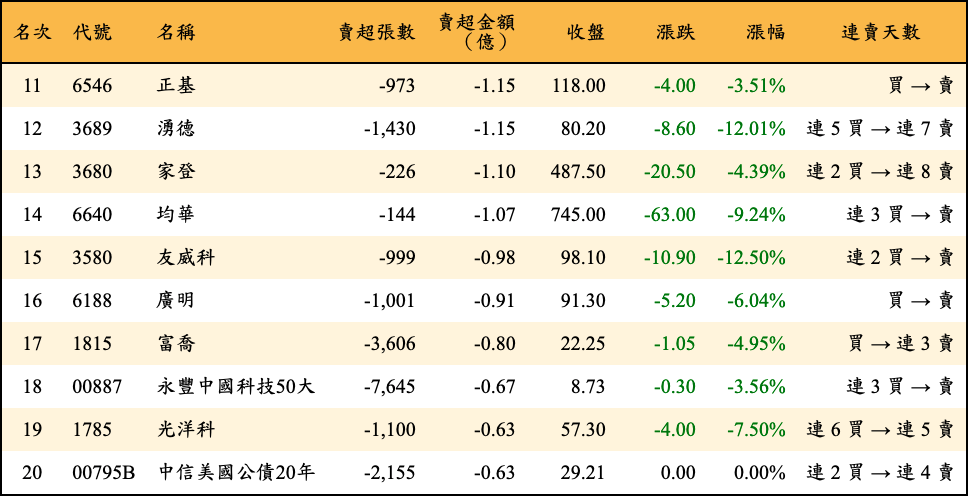 名次 代號 名稱 賣超張數 賣超金額（億） 收盤 漲跌 漲幅 連賣天數
11 6546 正基 -973 -1.15 118.00 -4.00 -3.51% 買 → 賣
12 3689 湧德 -1,430 -1.15 80.20 -8.60 -12.01% 連 5 買 → 連 7 賣
13 3680 家登 -226 -1.10 487.50 -20.50 -4.39% 連 2 買 → 連 8 賣
14 6640 均華 -144 -1.07 745.00 -63.00 -9.24% 連 3 買 → 賣
15 3580 友威科 -999 -0.98 98.10 -10.90 -12.50% 連 2 買 → 賣
16 6188 廣明 -1,001 -0.91 91.30 -5.20 -6.04% 買 → 賣
17 1815 富喬 -3,606 -0.80 22.25 -1.05 -4.95% 買 → 連 3 賣
18 00887 永豐中國科技50大 -7,645 -0.67 8.73 -0.30 -3.56% 連 3 買 → 賣
19 1785 光洋科 -1,100 -0.63 57.30 -4.00 -7.50% 連 6 買 → 連 5 賣
20 00795B 中信美國公債20年 -2,155 -0.63 29.21 0.00 0.00% 連 2 買 → 連 4 賣